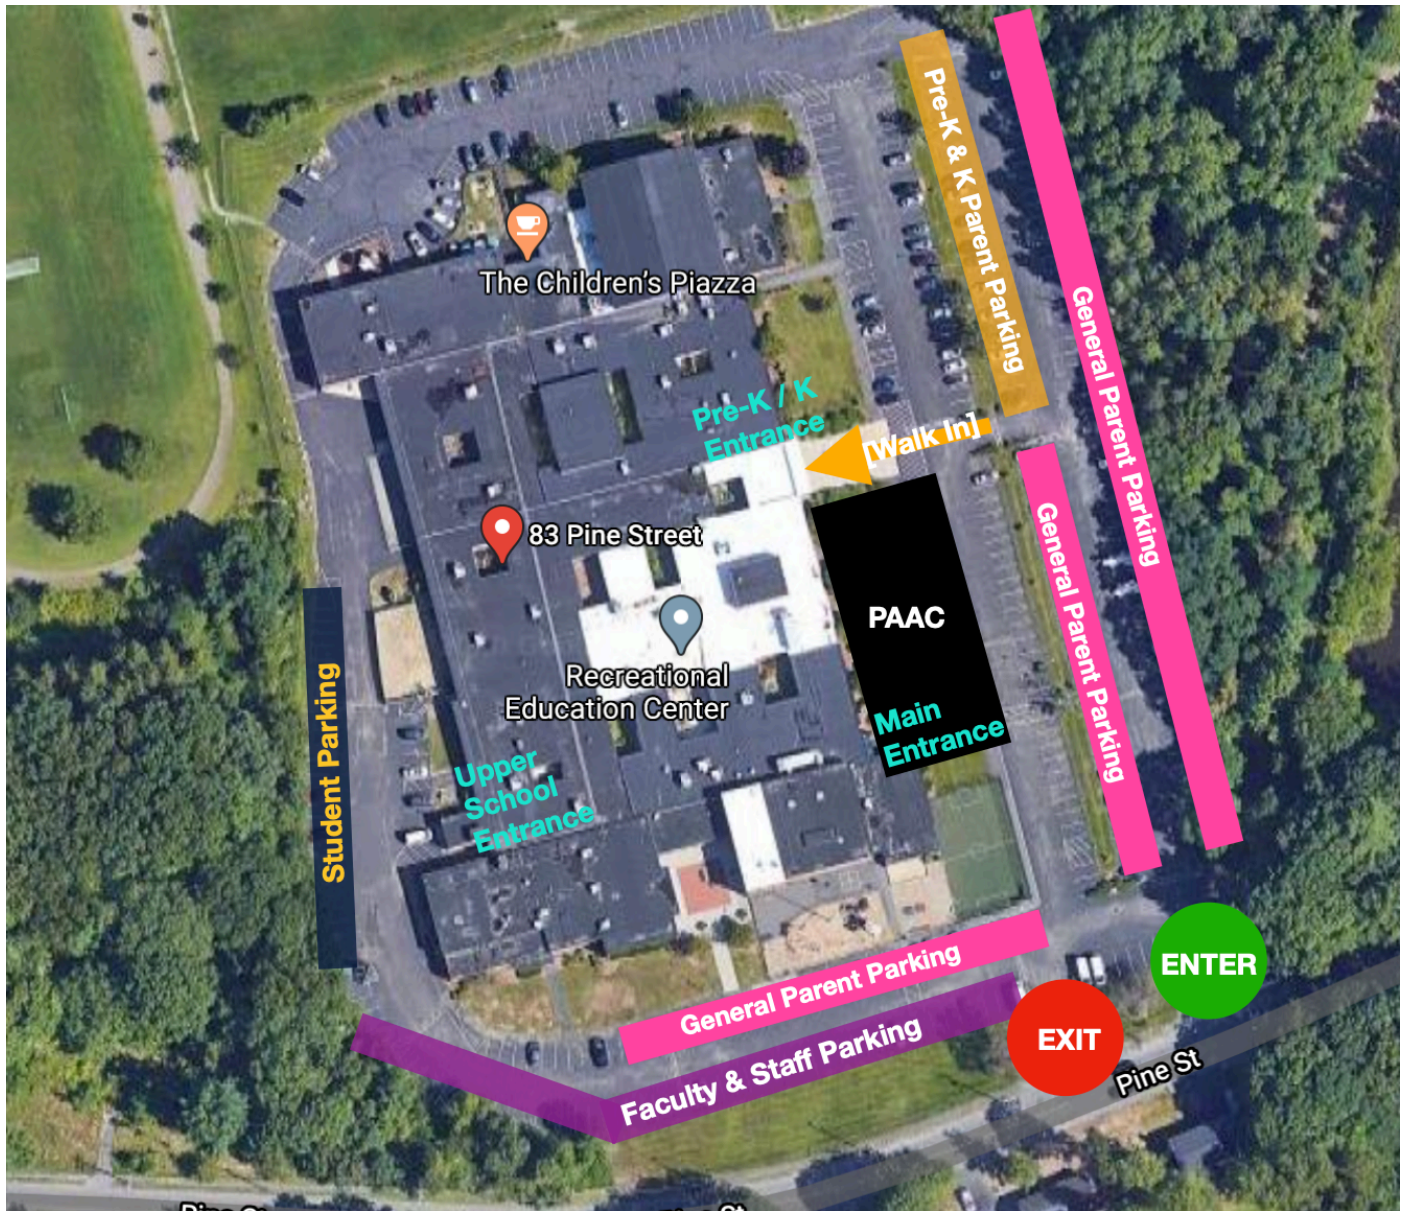 Pre-K & K Parent Parking
General Parent Parking
The Children's Piazza
Pre-K / K
Entrance
[Walk In]
83 Pine Street
General Parent Parking
PAAC
Recreational
Education Center
Main
Entrance
Student Parking
Upper
School
Entrance
General Parent Parking
ENTER
Faculty & Staff Parking
EXIT
Pine St